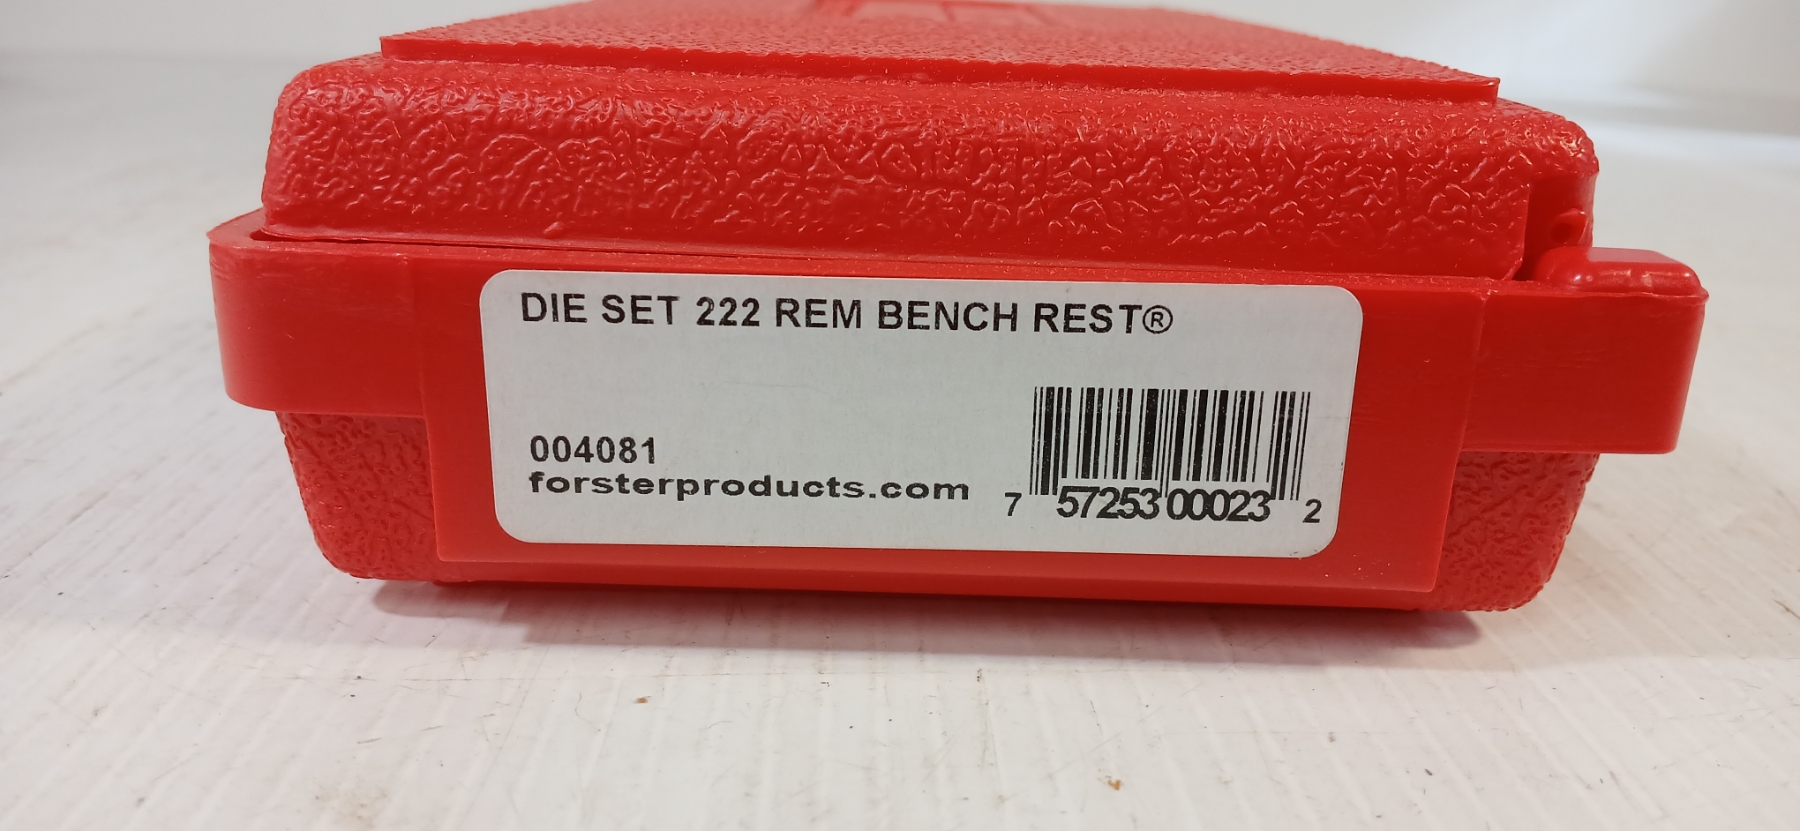 DIE SET 222 REM BENCH REST®
004081
forsterproducts.com
7 57253 00023 2